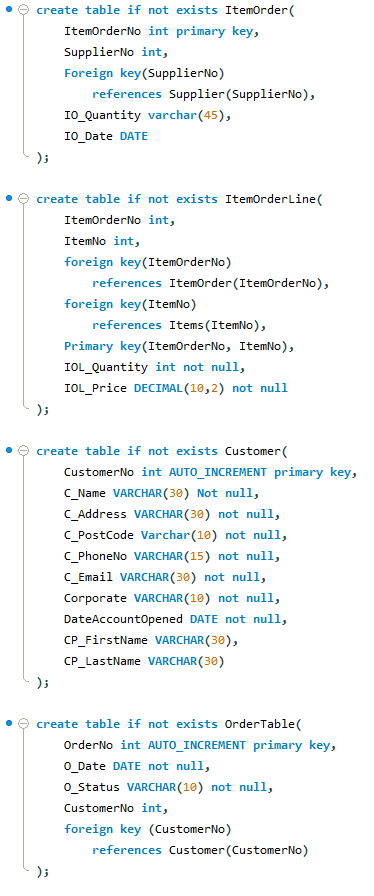 create table if not exists ItemOrder(
ItemOrderNo int primary key,
SupplierNo int,
Foreign key(SupplierNo)
references Supplier(SupplierNo),
IO_Quantity varchar(45),
IO_Date DATE
);
create table if not exists ItemOrderLine(
ItemOrderNo int,
ItemNo int,
foreign key(ItemOrderNo)
references ItemOrder(ItemOrderNo),
foreign key(ItemNo)
references Items(ItemNo),
Primary key(ItemOrderNo, ItemNo),
IOL_Quantity int not null,
IOL_Price DECIMAL(10,2) not null
);
create table if not exists Customer(
CustomerNo int AUTO_INCREMENT primary key,
C_Name VARCHAR(30) Not null,
C_Address VARCHAR(30) not null,
C_PostCode Varchar(10) not null,
C_PhoneNo VARCHAR(15) not null,
C_Email VARCHAR(30) not null,
Corporate VARCHAR(10) not null,
DateAccountOpened DATE not null,
CP_FirstName VARCHAR(30),
CP_LastName VARCHAR(30)
);
create table if not exists OrderTable(
OrderNo int AUTO_INCREMENT primary key,
O_Date DATE not null,
O_Status VARCHAR(10) not null,
CustomerNo int,
foreign key (CustomerNo)
references Customer(CustomerNo)
);